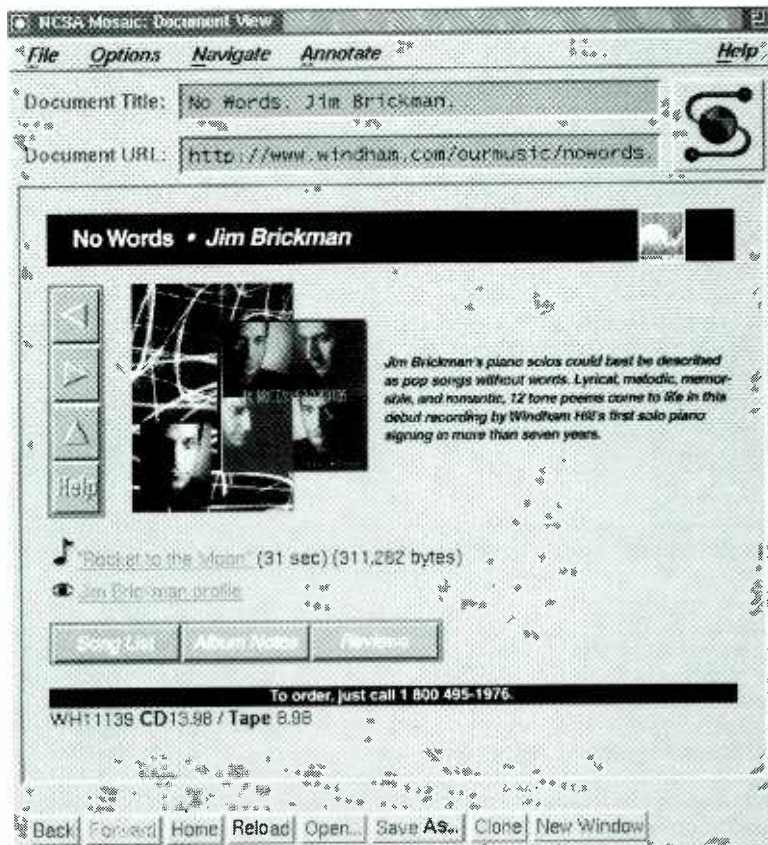 NCSA Mosaic: Document View
File Options Navigate Annotate Help
Document Title: No Words. Jim Brickman.
Document URL: http://www.windham.com/ourmusic/nowords.
No Words • Jim Brickman
Jim Brickman's piano solos could best be described
as pop songs without words. Lyrical, melodic, memor-
able, and romantic, 12 tone poems come to life in this
debut recording by Windham Hill's first solo piano
signing in more than seven years.
Help
"Rocket to the Moon" (31 sec) (311,282 bytes)
Jim Brickman profile
Song List Album Notes Reviews
To order, just call 1 800 495-1976.
WH11139 CD13.98 / Tape 8.98
Back Forward Home Reload Open... Save As... Clone New Window